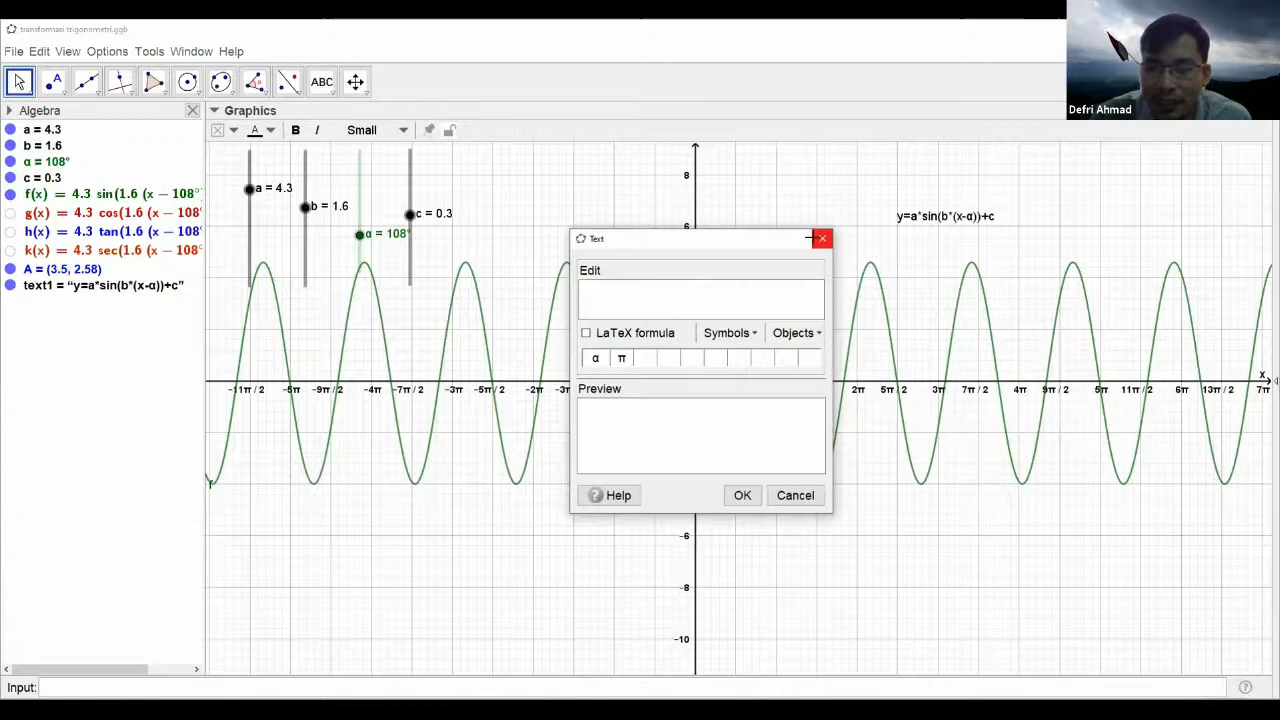 transformasi trigonometri.ggb
File Edit View Options Tools Window Help
ABC
Defri Ahmad
Algebra
Graphics
A B I Small
a = 4.3
b = 1.6
α = 108°
c = 0.3
f(x) = 4.3 sin(1.6 (x − 108°
g(x) = 4.3 cos(1.6 (x − 108°
h(x) = 4.3 tan(1.6 (x − 108°
k(x) = 4.3 sec(1.6 (x − 108°
A = (3.5, 2.58)
text1 = “y=a*sin(b*(x-α))+c”
a = 4.3
b = 1.6
α = 108°
c = 0.3
8
6
y=a*sin(b*(x-α))+c
Text
Edit
LaTeX formula Symbols Objects
α π
Preview
Help OK Cancel
x
−11π / 2 −5π −9π / 2 −4π −7π / 2 −3π −5π / 2 −2π 2π 5π / 2 3π 7π / 2 4π 9π / 2 5π 11π / 2 6π 13π / 2 7π
f
−6
−8
−10
Input: